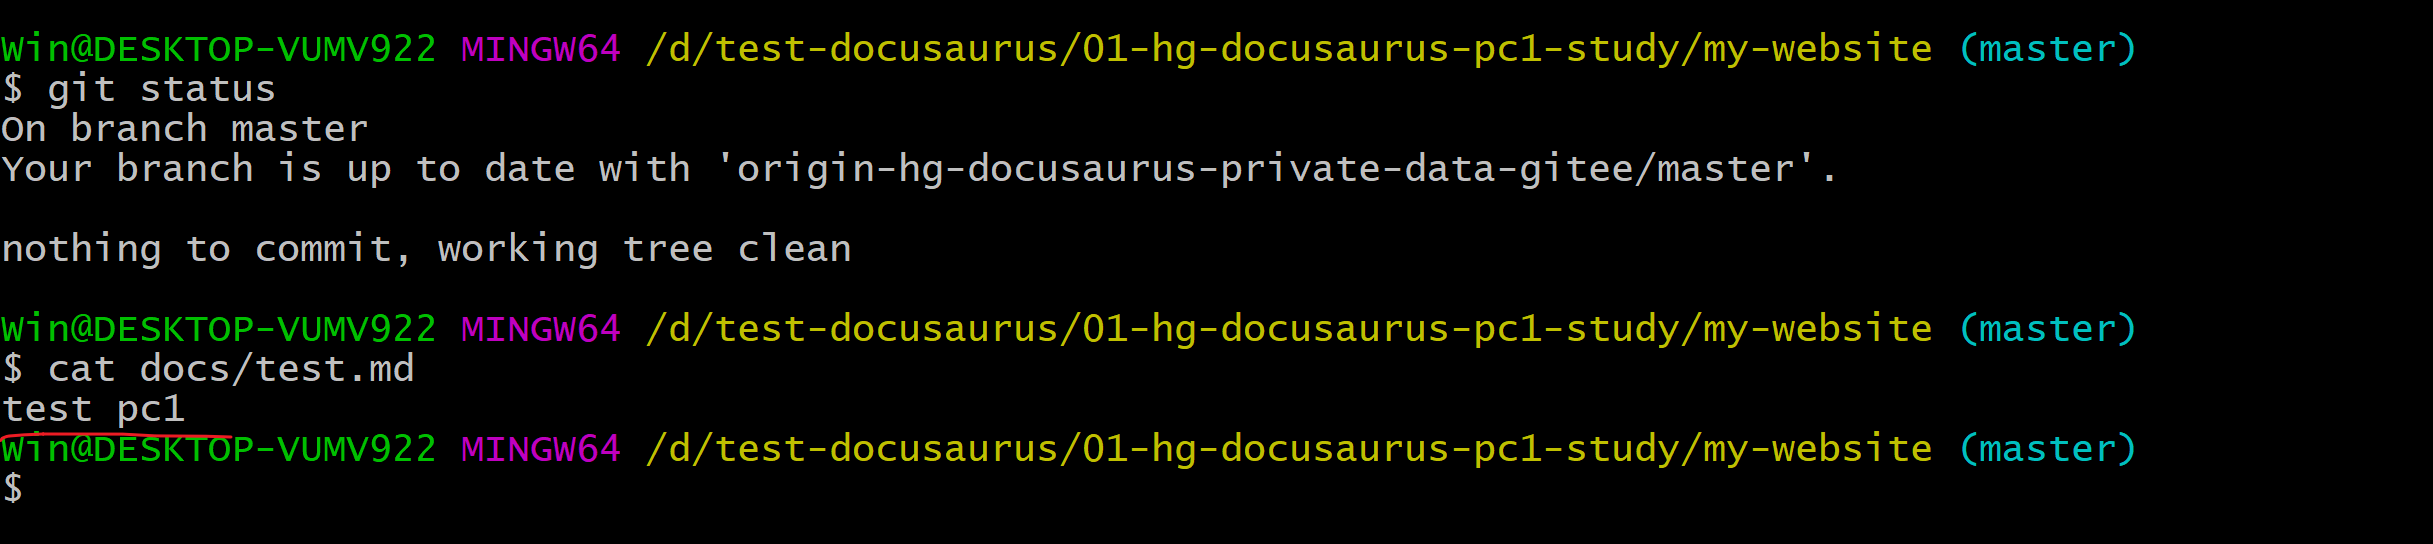 Win@DESKTOP-VUMV922 MINGW64 /d/test-docusaurus/01-hg-docusaurus-pc1-study/my-website (master)
$ git status
On branch master
Your branch is up to date with 'origin-hg-docusaurus-private-data-gitee/master'.
nothing to commit, working tree clean
Win@DESKTOP-VUMV922 MINGW64 /d/test-docusaurus/01-hg-docusaurus-pc1-study/my-website (master)
$ cat docs/test.md
test pc1
Win@DESKTOP-VUMV922 MINGW64 /d/test-docusaurus/01-hg-docusaurus-pc1-study/my-website (master)
$